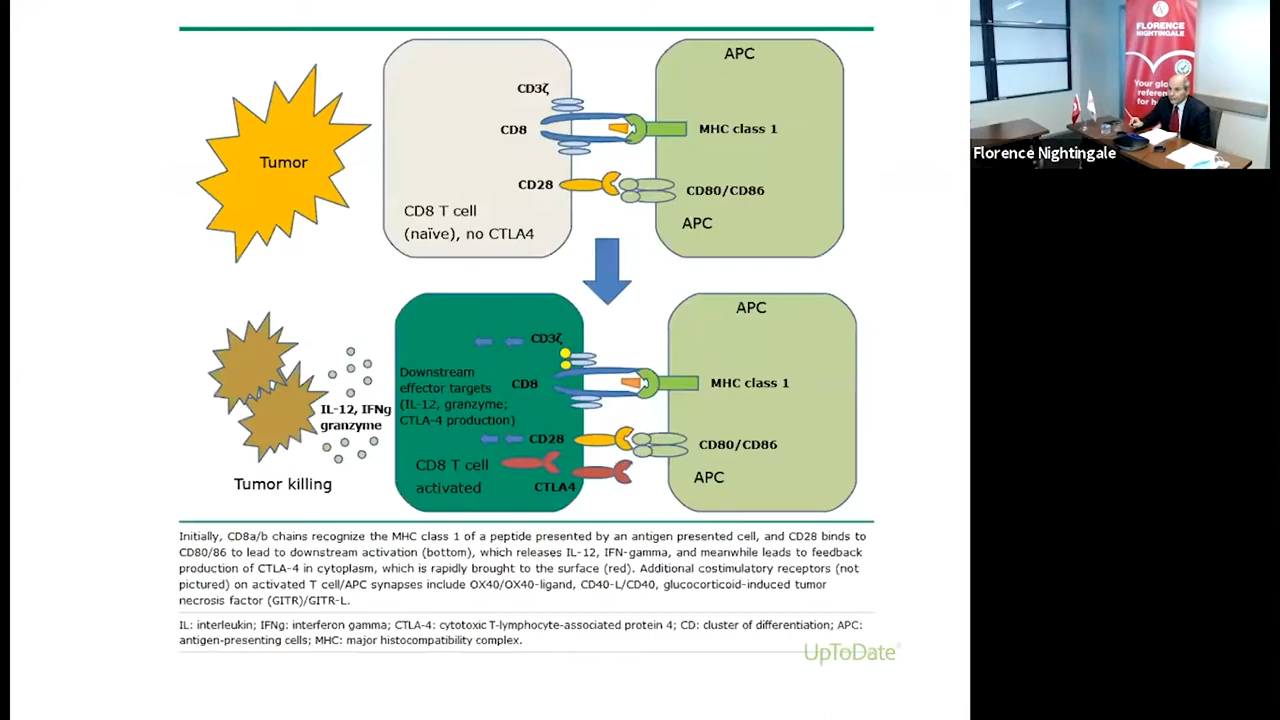 APC
CD3ζ
CD8
MHC class 1
Tumor
CD28
CD80/CD86
CD8 T cell
(naïve), no CTLA4
APC
APC
CD3ζ
Downstream
effector targets
(IL-12, granzyme;
CTLA-4 production)
CD8
MHC class 1
IL-12, IFNg
granzyme
CD28
CD80/CD86
CD8 T cell
activated
CTLA4
APC
Tumor killing
Initially, CD8a/b chains recognize the MHC class 1 of a peptide presented by an antigen presented cell, and CD28 binds to
CD80/86 to lead to downstream activation (bottom), which releases IL-12, IFN-gamma, and meanwhile leads to feedback
production of CTLA-4 in cytoplasm, which is rapidly brought to the surface (red). Additional costimulatory receptors (not
pictured) on activated T cell/APC synapses include OX40/OX40-ligand, CD40-L/CD40, glucocorticoid-induced tumor
necrosis factor (GITR)/GITR-L.
IL: interleukin; IFNg: interferon gamma; CTLA-4: cytotoxic T-lymphocyte-associated protein 4; CD: cluster of differentiation; APC:
antigen-presenting cells; MHC: major histocompatibility complex.
UpToDate®
FLORENCE
NIGHTINGALE
Your
for
Florence Nightingale